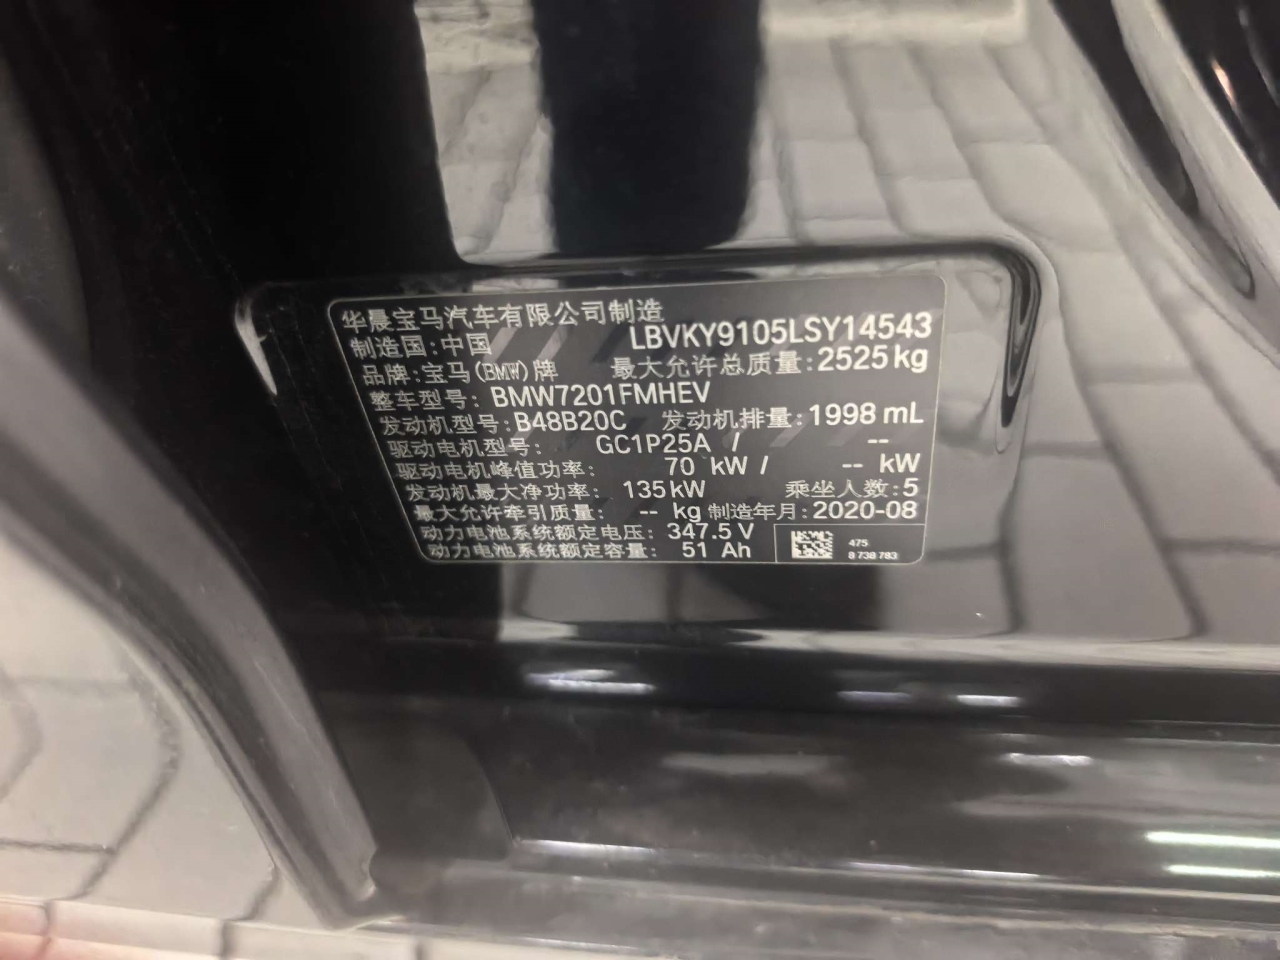 华晨宝马汽车有限公司制造
制造国:中国 LBVKY9105LSY14543
品牌:宝马(BMW)牌 最大允许总质量:2525kg
整车型号: BMW7201FMHEV
发动机型号:B48B20C 发动机排量:1998 mL
驱动电机型号: GC1P25A / --
驱动电机峰值功率: 70 kW / -- kW
发动机最大净功率: 135kW 乘坐人数:5
最大允许牵引质量: -- kg 制造年月:2020-08
动力电池系统额定电压: 347.5 V
动力电池系统额定容量: 51 Ah
475
8 738 783